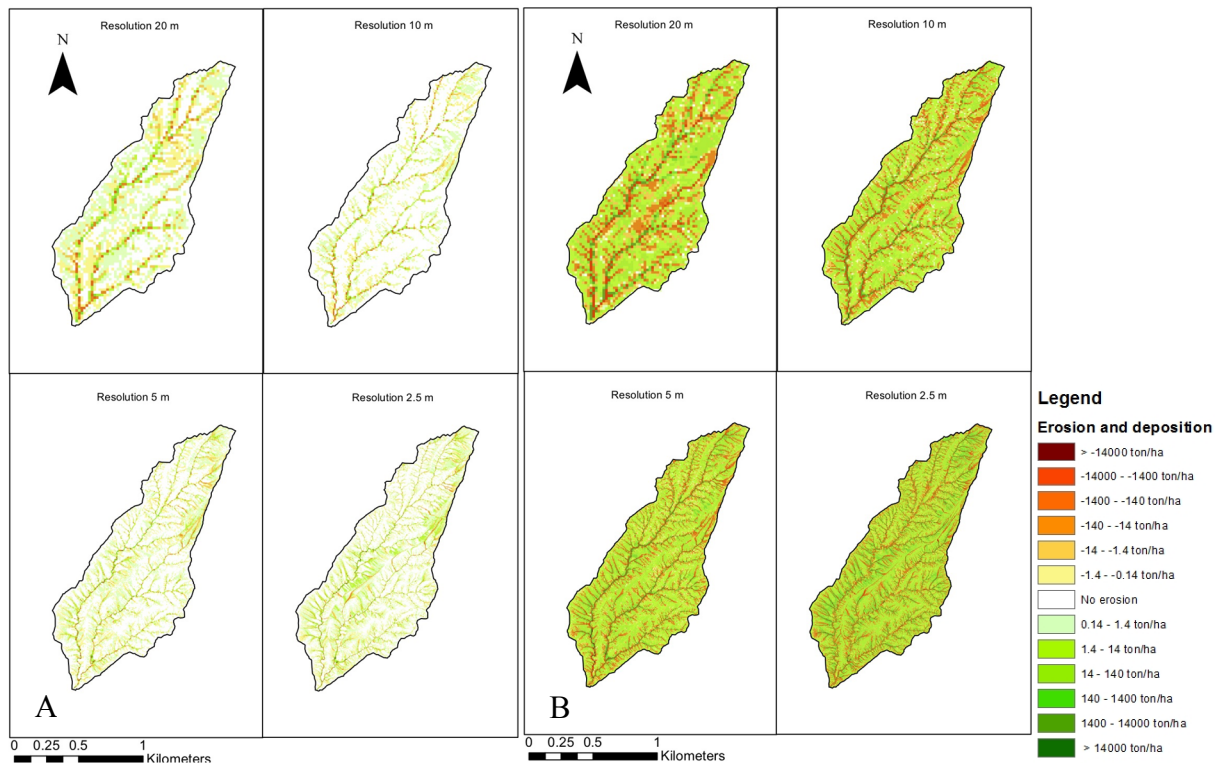 Resolution 20 m
Resolution 10 m
N
Resolution 5 m
Resolution 2.5 m
A
0 0.25 0.5 1
Kilometers
Resolution 20 m
Resolution 10 m
N
Resolution 5 m
Resolution 2.5 m
B
0 0.25 0.5 1
Kilometers
Legend
Erosion and deposition
> -14000 ton/ha
-14000 - -1400 ton/ha
-1400 - -140 ton/ha
-140 - -14 ton/ha
-14 - -1.4 ton/ha
-1.4 - -0.14 ton/ha
No erosion
0.14 - 1.4 ton/ha
1.4 - 14 ton/ha
14 - 140 ton/ha
140 - 1400 ton/ha
1400 - 14000 ton/ha
> 14000 ton/ha